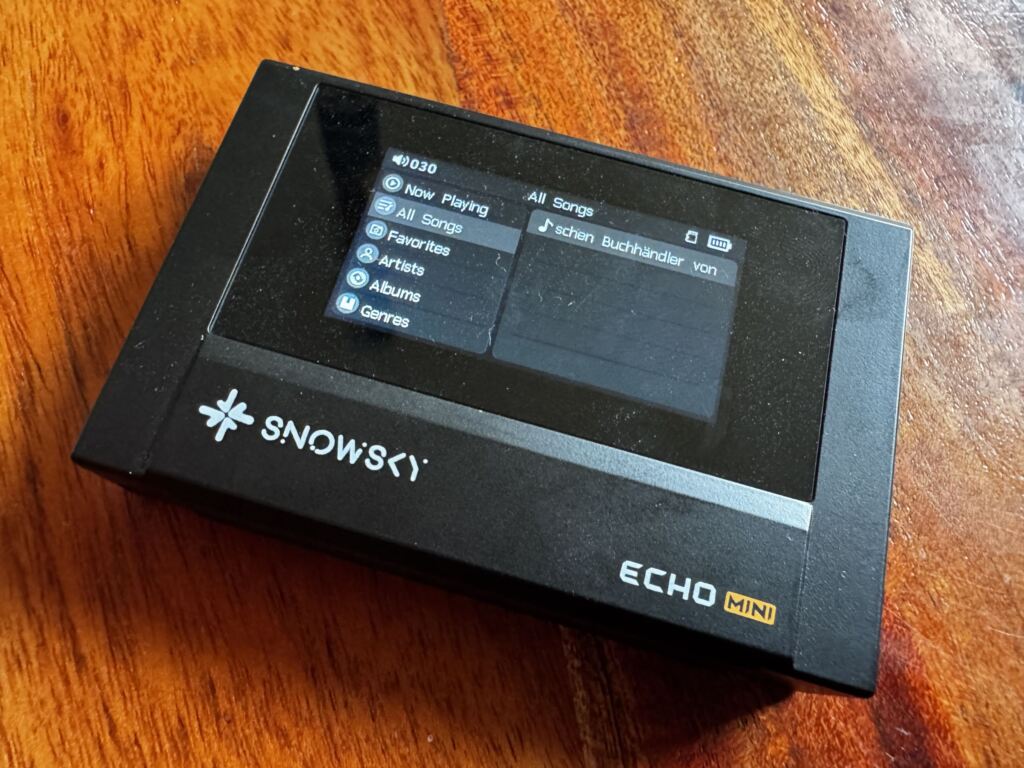 030
All Songs
Now Playing
All Songs
Favorites
Artists
Albums
Genres
schen Buchhändler von
SNOWSKY
ECHO MINI